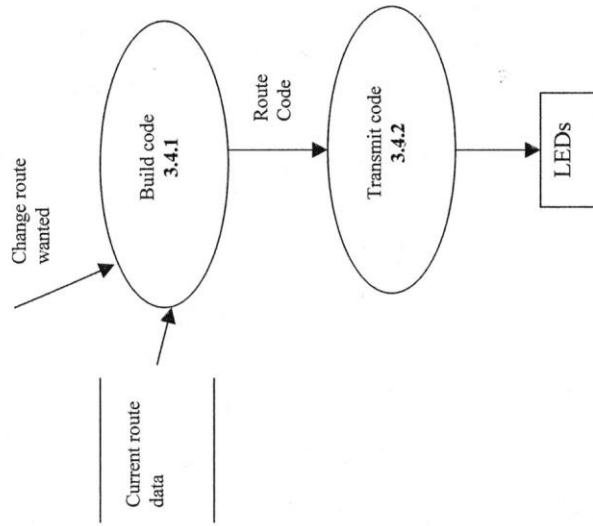 Change route
wanted
Current route
data
Build code
3.4.1
Route
Code
Transmit code
3.4.2
LEDs